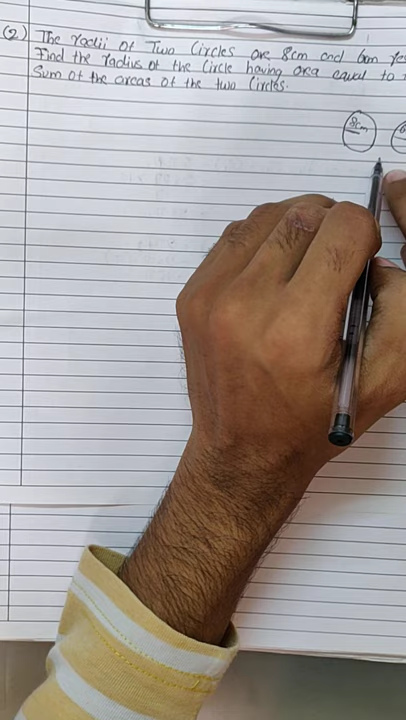 (2) The radii of Two Circles are 8cm and 6m
Find the radius of the Circle having area equal to
Sum of the areas of the two Circles.
8cm